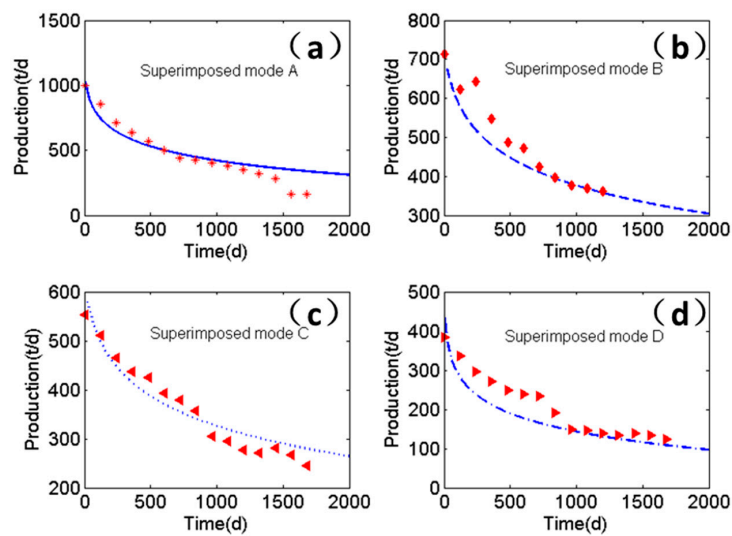 (a)
Superimposed mode A
Production(t/d
1500
1000
500
0
0 500 1000 1500 2000
Time(d)
(b)
Superimposed mode B
Production(t/d
800
700
600
500
400
300
0 500 1000 1500 2000
Time(d)
(c)
Superimposed mode C
Production(t/d)
600
500
400
300
200
0 500 1000 1500 2000
Time(d)
(d)
Superimposed mode D
Production(t/d
500
400
300
200
100
0
0 500 1000 1500 2000
Time(d)